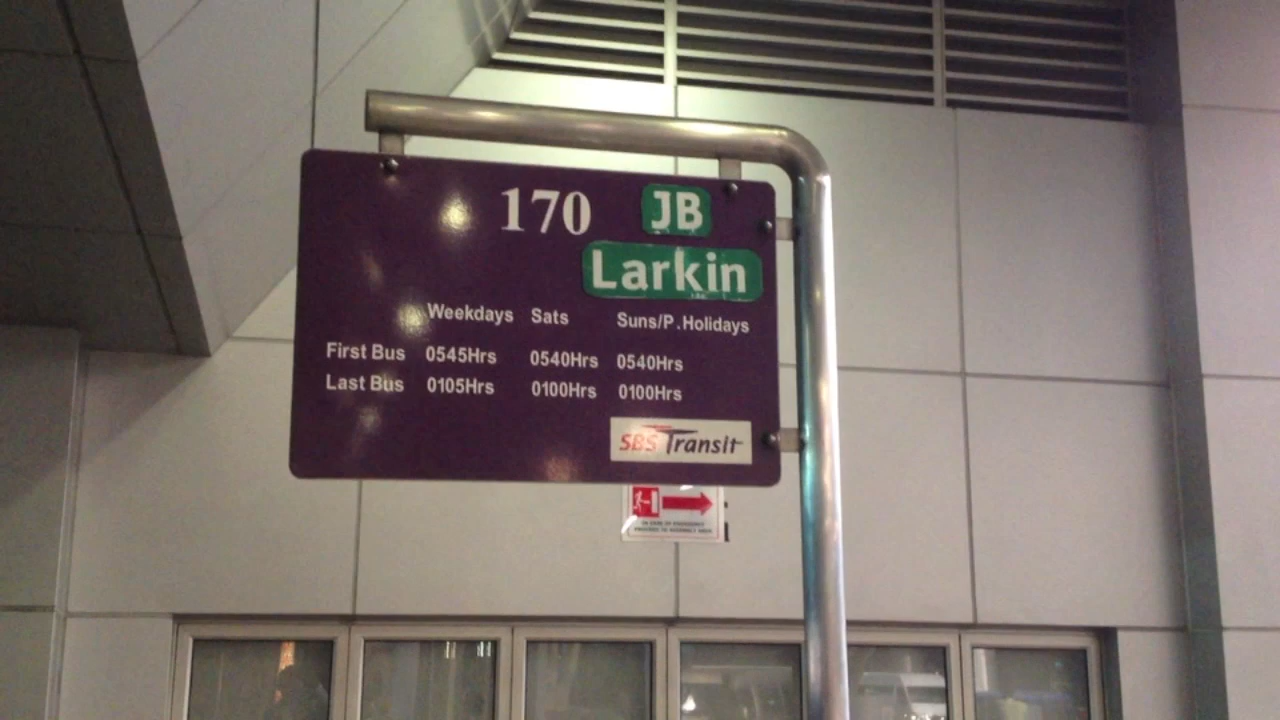 170 JB
Larkin
Weekdays Sats Suns/P.Holidays
First Bus 0545Hrs 0540Hrs 0540Hrs
Last Bus 0105Hrs 0100Hrs 0100Hrs
SBS Transit